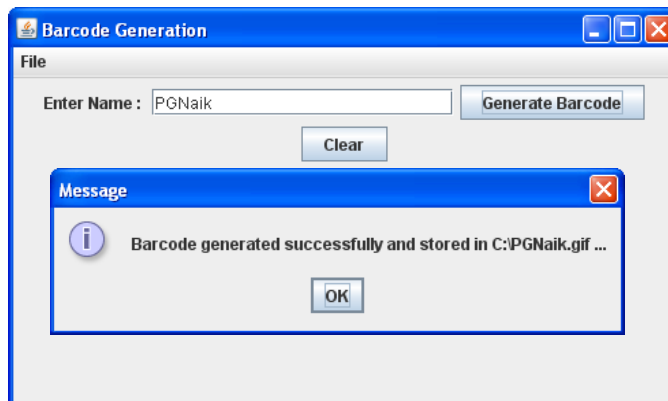 Barcode Generation
File
Enter Name : PGNaik Generate Barcode
Clear
Message
i Barcode generated successfully and stored in C:\PGNaik.gif ...
OK